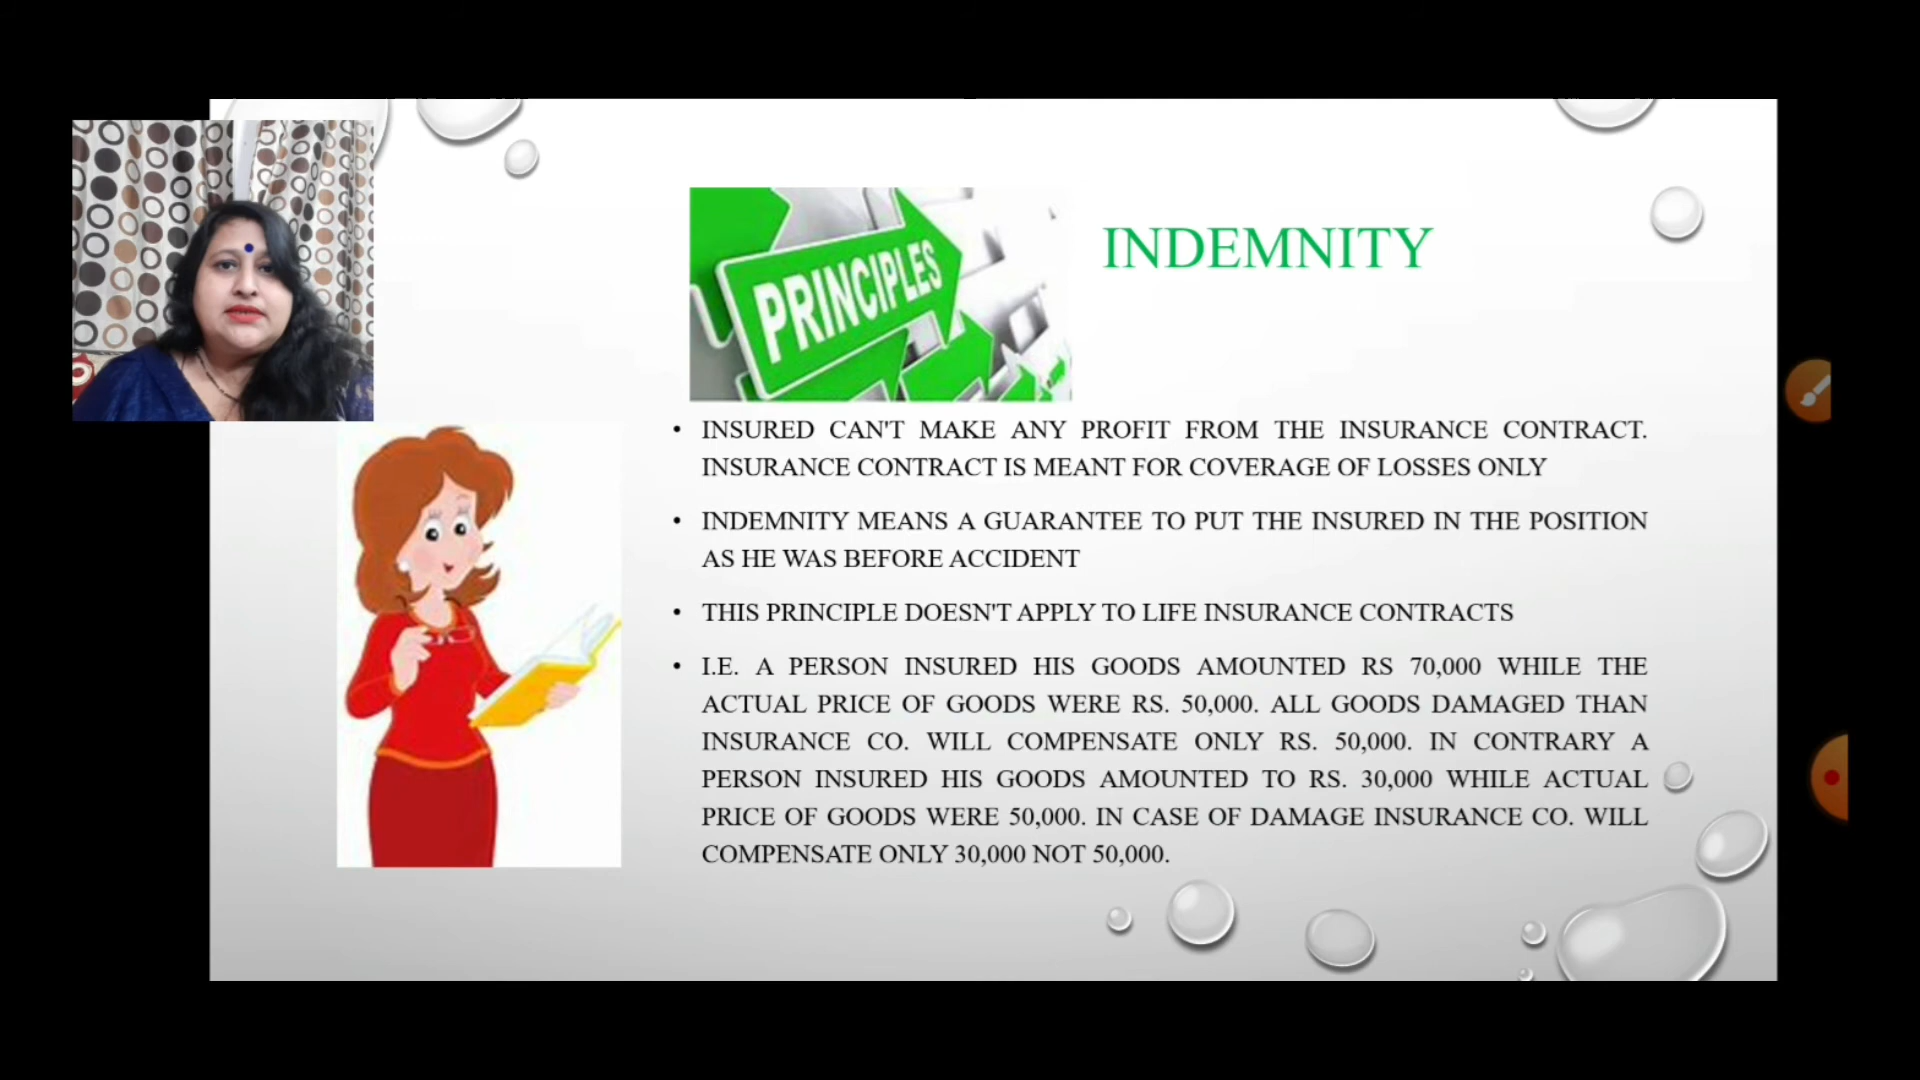 PRINCIPLES
INDEMNITY
• INSURED CAN'T MAKE ANY PROFIT FROM THE INSURANCE CONTRACT.
INSURANCE CONTRACT IS MEANT FOR COVERAGE OF LOSSES ONLY
• INDEMNITY MEANS A GUARANTEE TO PUT THE INSURED IN THE POSITION
AS HE WAS BEFORE ACCIDENT
• THIS PRINCIPLE DOESN'T APPLY TO LIFE INSURANCE CONTRACTS
• I.E. A PERSON INSURED HIS GOODS AMOUNTED RS 70,000 WHILE THE
ACTUAL PRICE OF GOODS WERE RS. 50,000. ALL GOODS DAMAGED THAN
INSURANCE CO. WILL COMPENSATE ONLY RS. 50,000. IN CONTRARY A
PERSON INSURED HIS GOODS AMOUNTED TO RS. 30,000 WHILE ACTUAL
PRICE OF GOODS WERE 50,000. IN CASE OF DAMAGE INSURANCE CO. WILL
COMPENSATE ONLY 30,000 NOT 50,000.